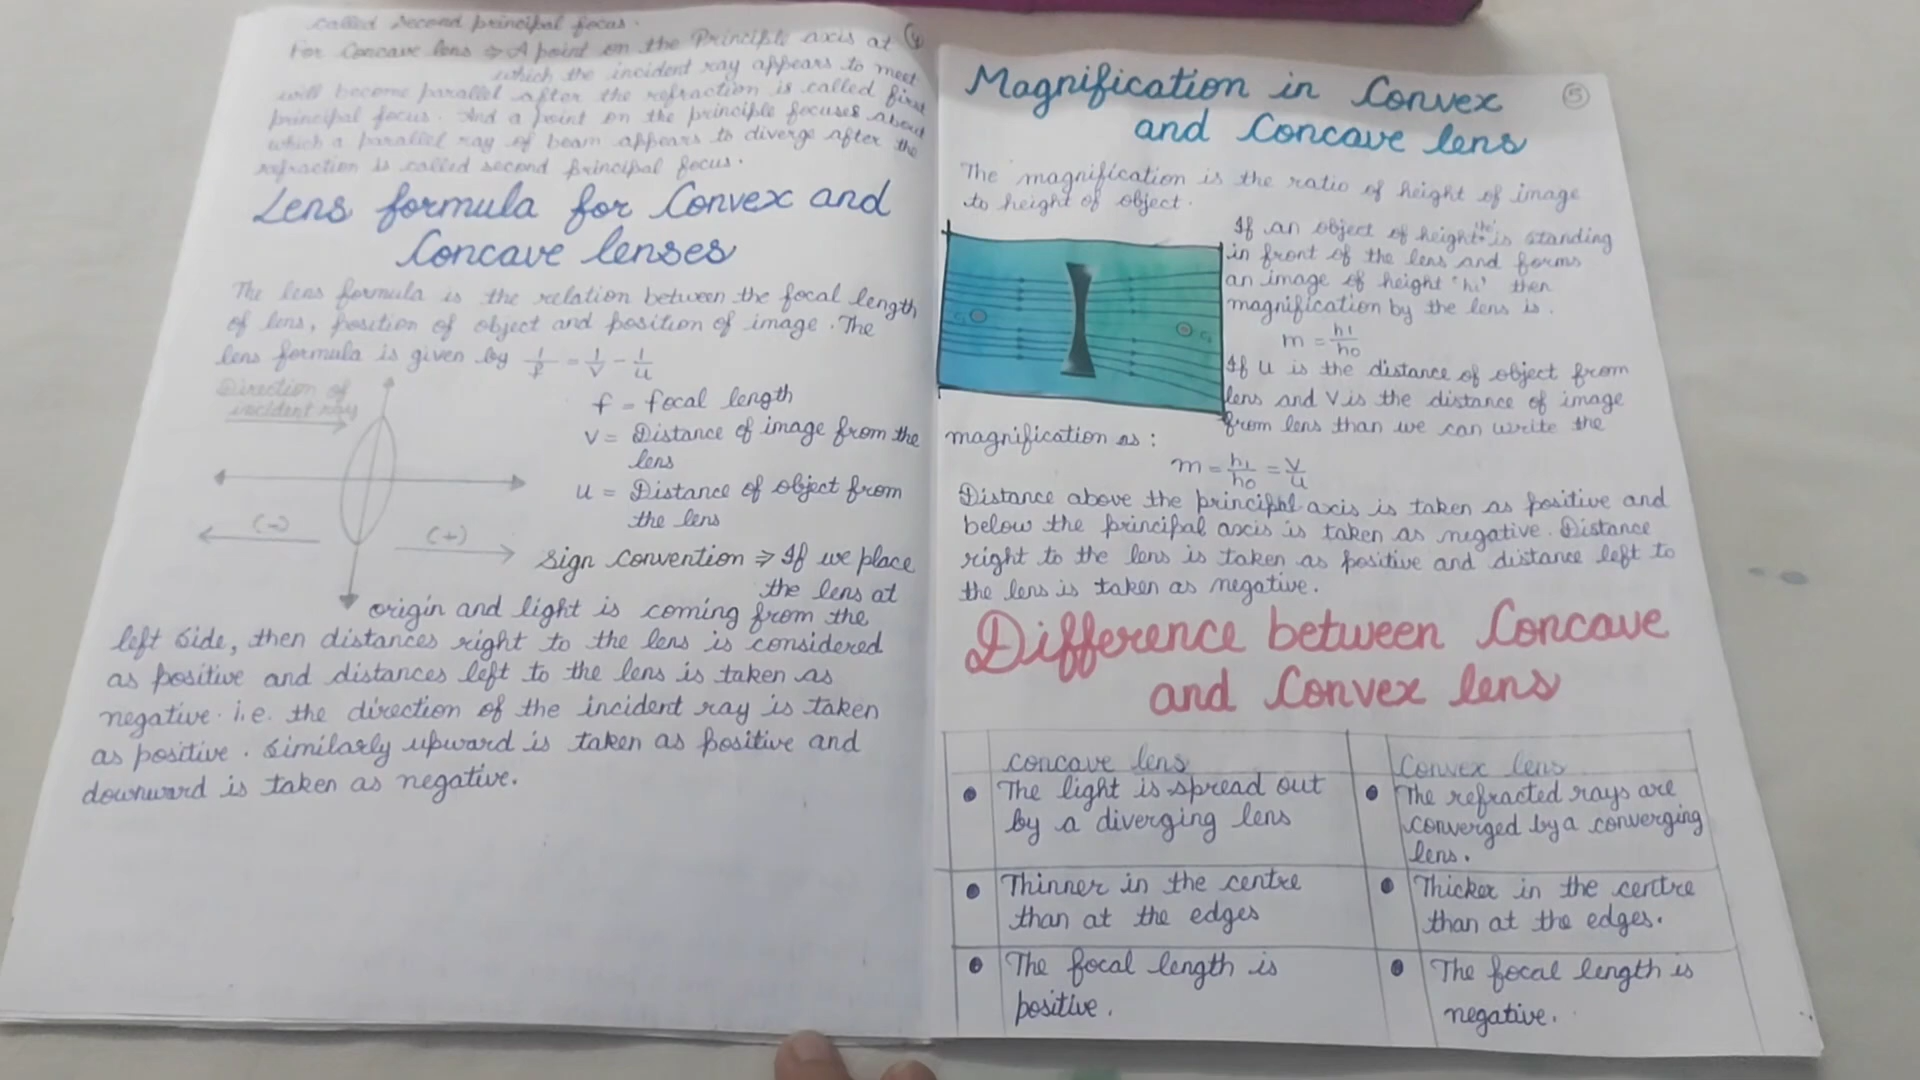 called second principal focus.
For Concave lens ⇒ A point on the Principle axis at
which the incident ray appears to meet
will become parallel after the refraction is called first
principal focus. And a point on the principle focuses about
which a parallel ray of beam appears to diverge after the
refraction is called second principal focus.
Lens formula for Convex and
Concave lenses
The lens formula is the relation between the focal length
of lens, position of object and position of image. The
lens formula is given by 1/f = 1/v - 1/u
Direction of
incident ray
(-)
(+)
f = focal length
v = Distance of image from the
lens
u = Distance of object from
the lens
Sign convention ⇒ If we place
the lens at
origin and light is coming from the
left side, then distances right to the lens is considered
as positive and distances left to the lens is taken as
negative. i.e. the direction of the incident ray is taken
as positive. Similarly upward is taken as positive and
downward is taken as negative.
5
Magnification in Convex
and Concave lens
The magnification is the ratio of height of image
to height of object.
If an object of height is standing
in front of the lens and forms
an image of height 'hi' then
magnification by the lens is.
m = hi/ho
If u is the distance of object from
lens and v is the distance of image
from lens than we can write the
magnification as:
m = hi/ho = v/u
Distance above the principal axis is taken as positive and
below the principal axis is taken as negative. Distance
right to the lens is taken as positive and distance left to
the lens is taken as negative.
Difference between Concave
and Convex lens
concave lens
Convex lens
• The light is spread out
by a diverging lens
• The refracted rays are
converged by a converging
lens.
• Thinner in the centre
than at the edges
• Thicker in the centre
than at the edges.
• The focal length is
positive.
• The focal length is
negative.